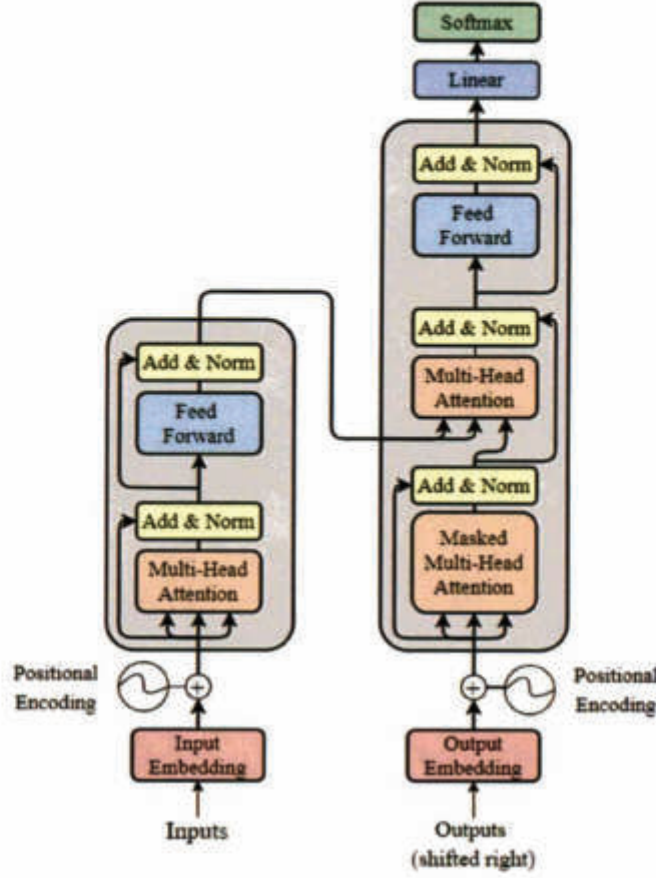 Softmax
Linear
Add & Norm
Feed
Forward
Add & Norm
Multi-Head
Attention
Add & Norm
Masked
Multi-Head
Attention
Add & Norm
Feed
Forward
Add & Norm
Multi-Head
Attention
Positional
Encoding
Positional
Encoding
Input
Embedding
Output
Embedding
Inputs
Outputs
(shifted right)